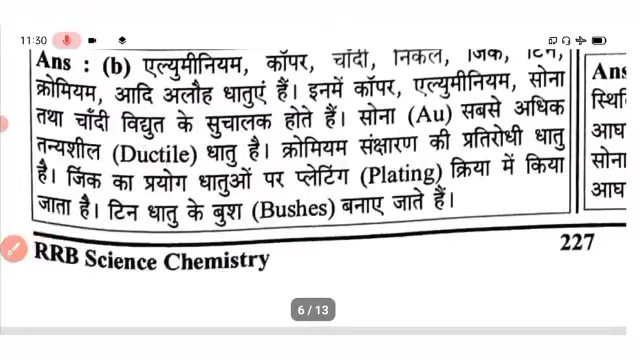 11:30
Ans : (b) एल्युमीनियम, कॉपर, चाँदी, निकल, जिंक, टिन,
क्रोमियम, आदि अलौह धातुएं हैं। इनमें कॉपर, एल्युमीनियम, सोना
तथा चाँदी विद्युत के सुचालक होते हैं। सोना (Au) सबसे अधिक
तन्यशील (Ductile) धातु है। क्रोमियम संक्षारण की प्रतिरोधी धातु
है। जिंक का प्रयोग धातुओं पर प्लेटिंग (Plating) क्रिया में किया
जाता है। टिन धातु के बुश (Bushes) बनाए जाते हैं।
Ans
स्थिति
आघ
सोना
आघ
RRB Science Chemistry
227
6 / 13